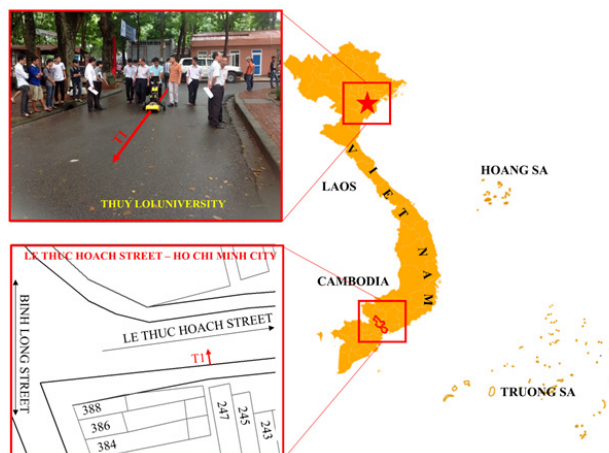 T1
THUY LOI UNIVERSITY
LE THUC HOACH STREET – HO CHI MINH CITY
BINH LONG STREET
LE THUC HOACH STREET
T1
388
386
384
247
245
243
VIET NAM
LAOS
HOANG SA
CAMBODIA
TRUONG SA